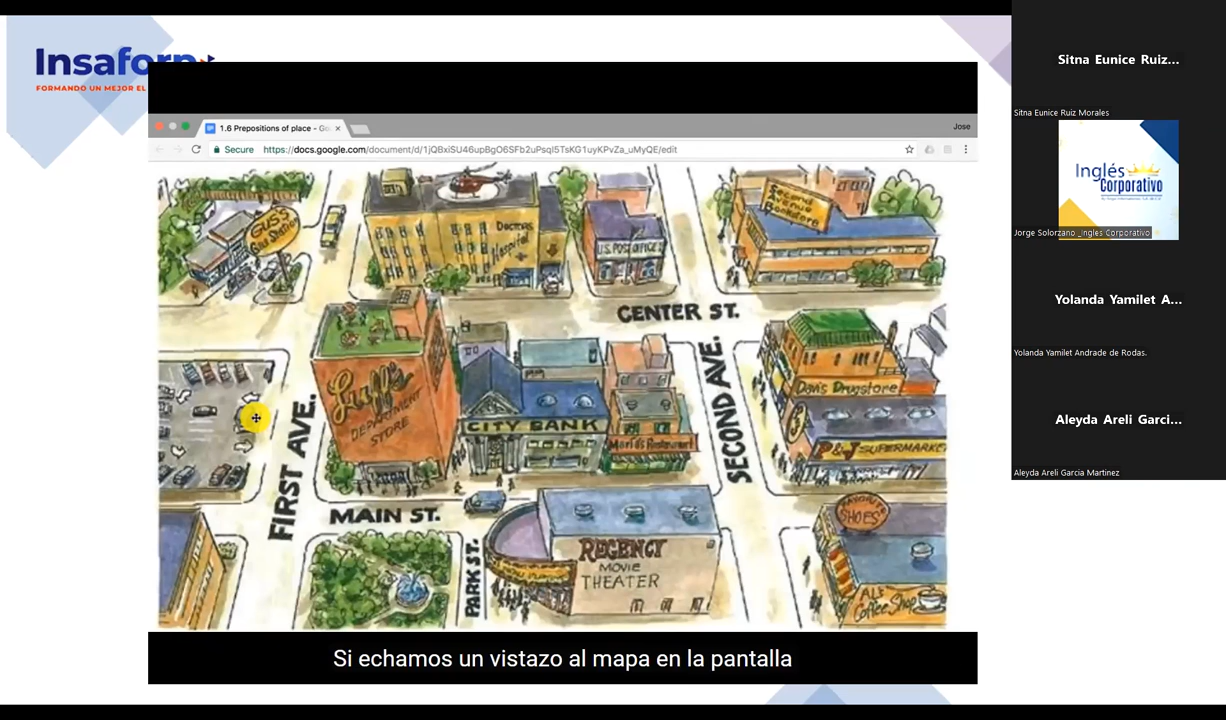 Insaforp
FORMANDO UN MEJOR EL
1.6 Prepositions of place - Go
Jose
Secure https://docs.google.com/document/d/1jQBxiSU46upBgO6SFb2uPsqI5TsKG1uyKPvZa_uMyQE/edit
GUS'S
Gas Station
DOCTORS
Hospital
U.S. POST OFFICE
Second
Avenue
Bookstore
CENTER ST.
Luff's
DEPARTMENT
STORE
CITY BANK
Maria's Restaurant
Dave's Drugstore
P&J SUPERMARKET
FIRST AVE.
SECOND AVE.
MAIN ST.
PARK ST.
REGENCY
MOVIE
THEATER
SHOES
AL'S
Coffee Shop
Si echamos un vistazo al mapa en la pantalla
Sitna Eunice Ruiz...
Sitna Eunice Ruiz Morales
Inglés
Corporativo
Jorge Solorzano _Ingles Corporativo
Yolanda Yamilet A...
Yolanda Yamilet Andrade de Rodas.
Aleyda Areli Garci...
Aleyda Areli Garcia Martinez